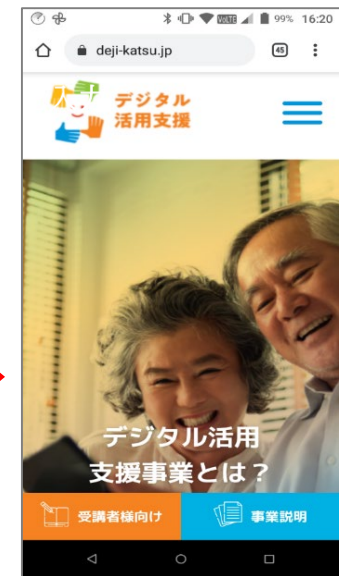 99% 16:20
deji-katsu.jp
45
デジタル
活用支援
デジタル活用
支援事業とは？
受講者様向け
事業説明